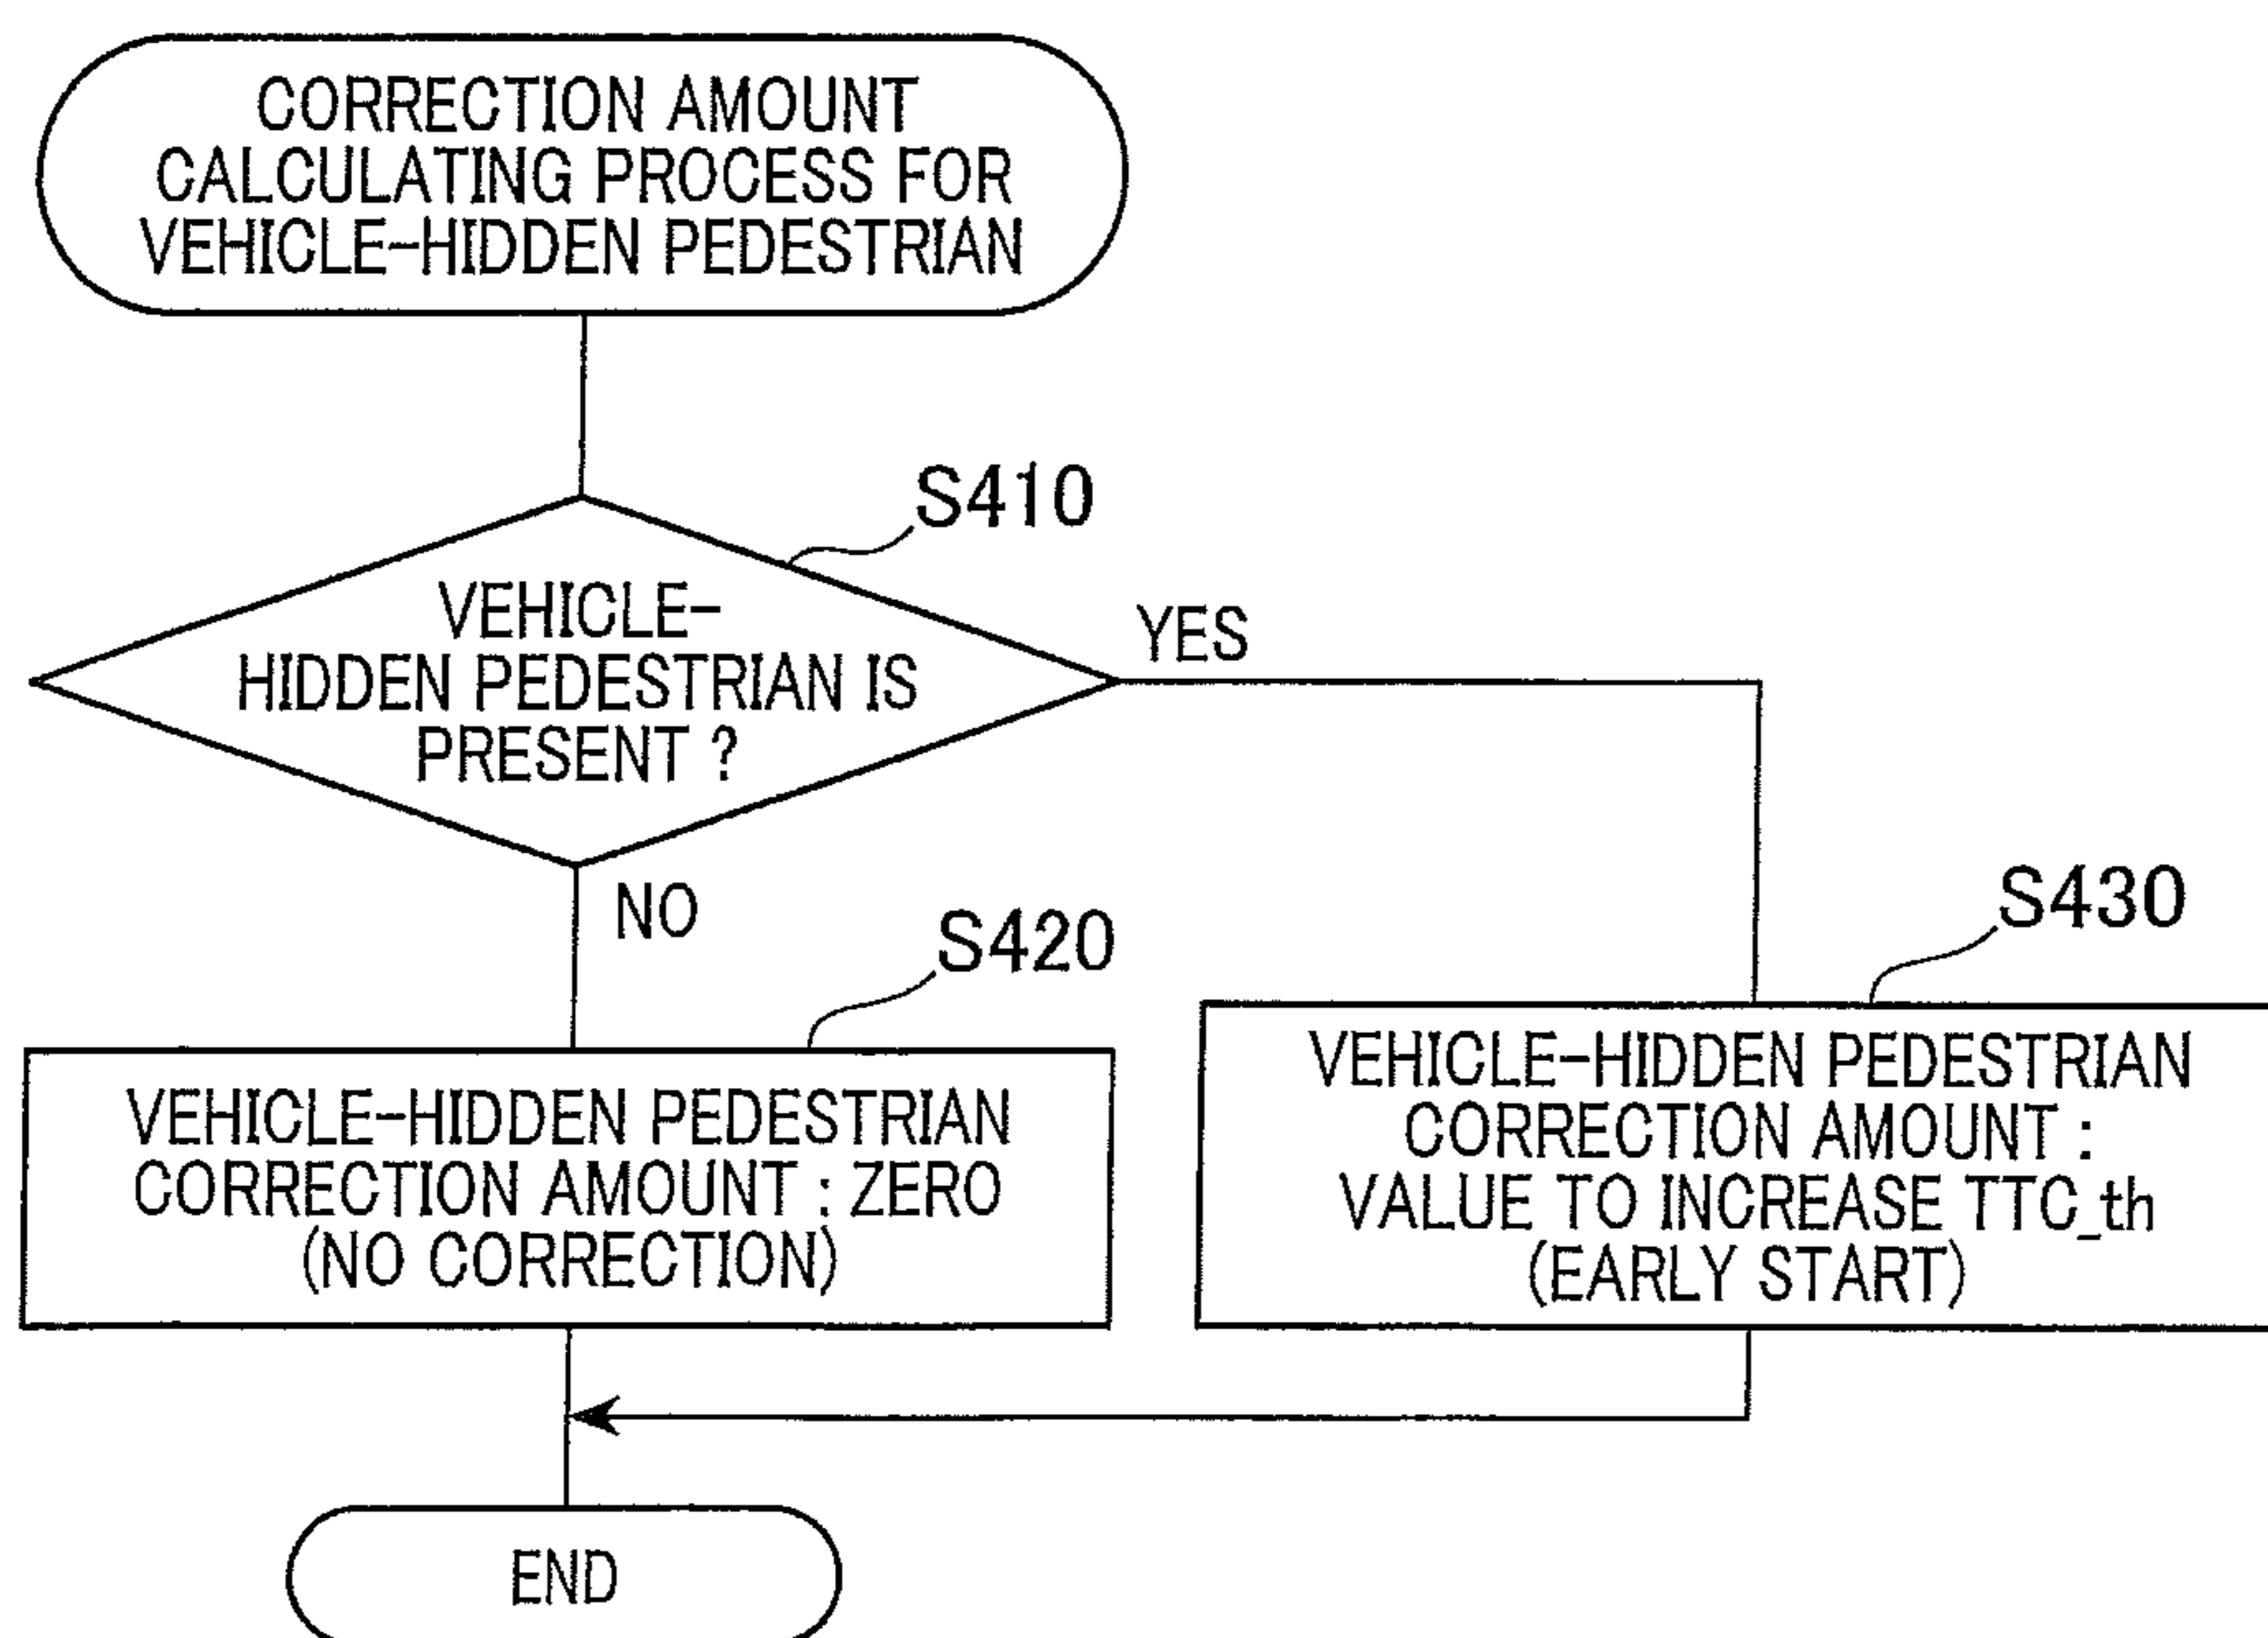 CORRECTION AMOUNT
CALCULATING PROCESS FOR
VEHICLE-HIDDEN PEDESTRIAN
S410
VEHICLE-
HIDDEN PEDESTRIAN IS
PRESENT ?
YES
NO
S420
VEHICLE-HIDDEN PEDESTRIAN
CORRECTION AMOUNT : ZERO
(NO CORRECTION)
S430
VEHICLE-HIDDEN PEDESTRIAN
CORRECTION AMOUNT :
VALUE TO INCREASE TTC_th
(EARLY START)
END